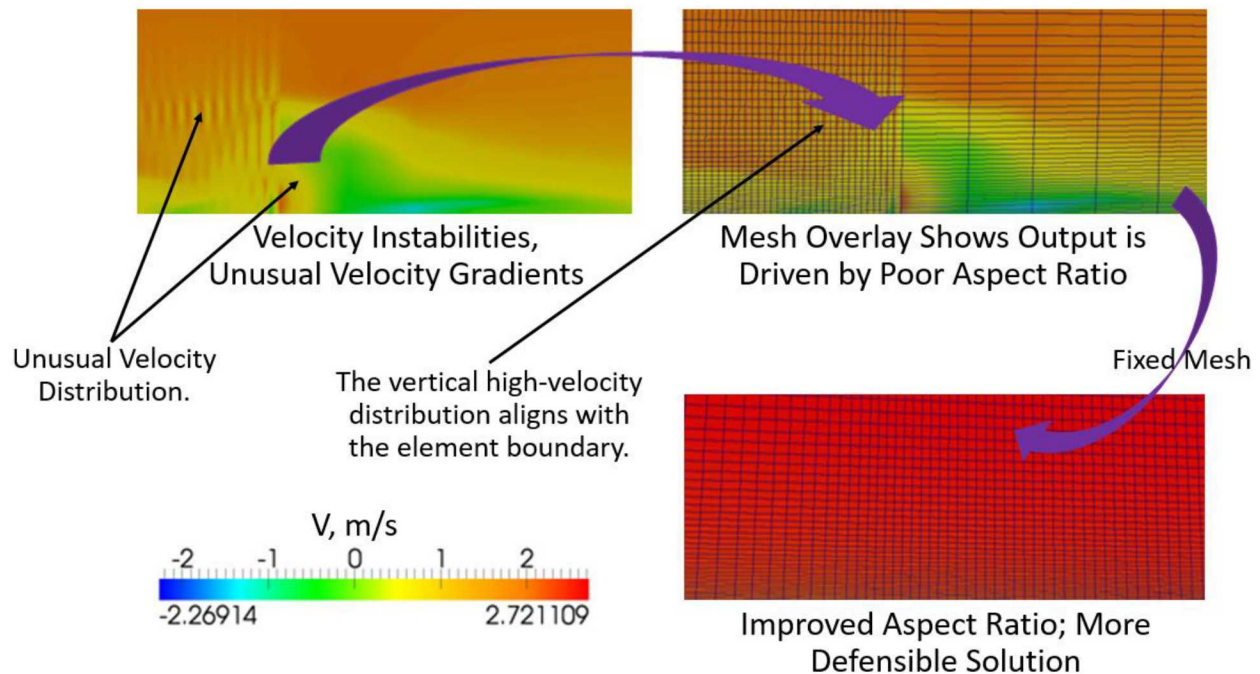 Velocity Instabilities,
Unusual Velocity Gradients
Mesh Overlay Shows Output is
Driven by Poor Aspect Ratio
Unusual Velocity
Distribution.
The vertical high-velocity
distribution aligns with
the element boundary.
Fixed Mesh
V, m/s
-2 -1 0 1 2
-2.26914 2.721109
Improved Aspect Ratio; More
Defensible Solution